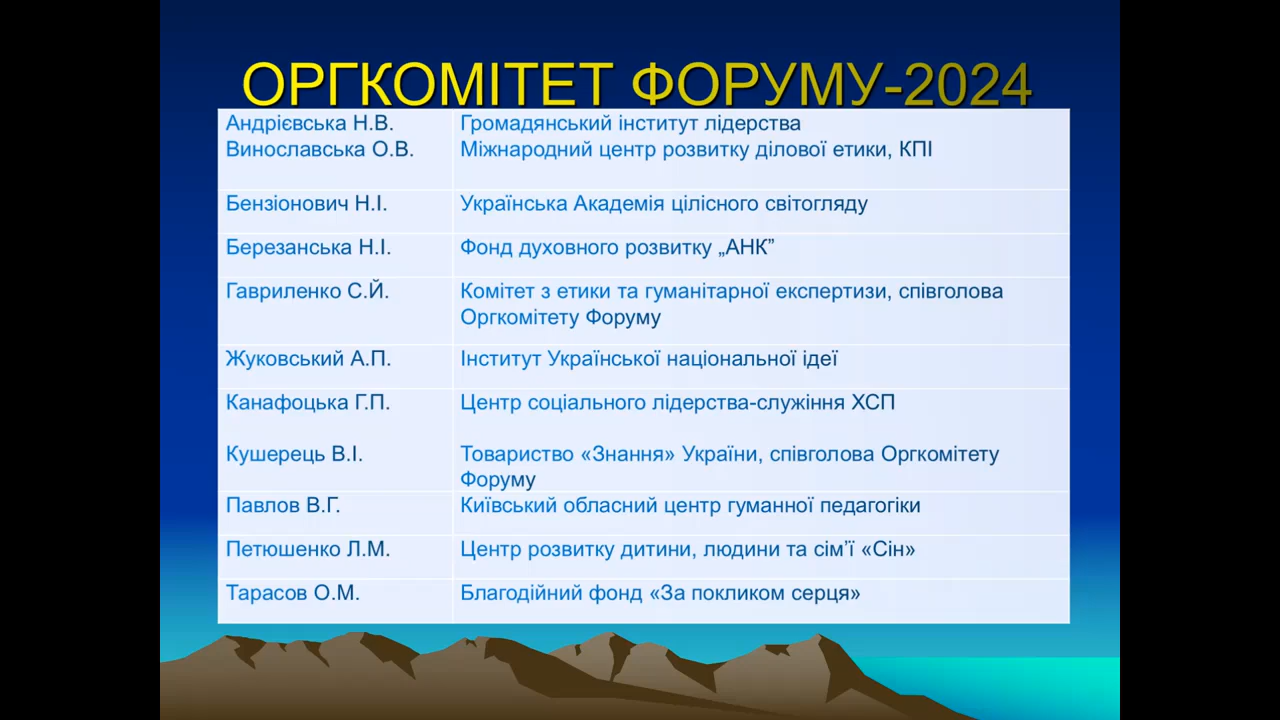 ОРГКОМІТЕТ ФОРУМУ-2024
Андрієвська Н.В. Громадянський інститут лідерства
Винославська О.В. Міжнародний центр розвитку ділової етики, КПІ
Бензіонович Н.І. Українська Академія цілісного світогляду
Березанська Н.І. Фонд духовного розвитку „АНК”
Гавриленко С.Й. Комітет з етики та гуманітарної експертизи, співголова
Оргкомітету Форуму
Жуковський А.П. Інститут Української національної ідеї
Канафоцька Г.П. Центр соціального лідерства-служіння ХСП
Кушерець В.І. Товариство «Знання» України, співголова Оргкомітету
Форуму
Павлов В.Г. Київський обласний центр гуманної педагогіки
Петюшенко Л.М. Центр розвитку дитини, людини та сім’ї «Сін»
Тарасов О.М. Благодійний фонд «За покликом серця»